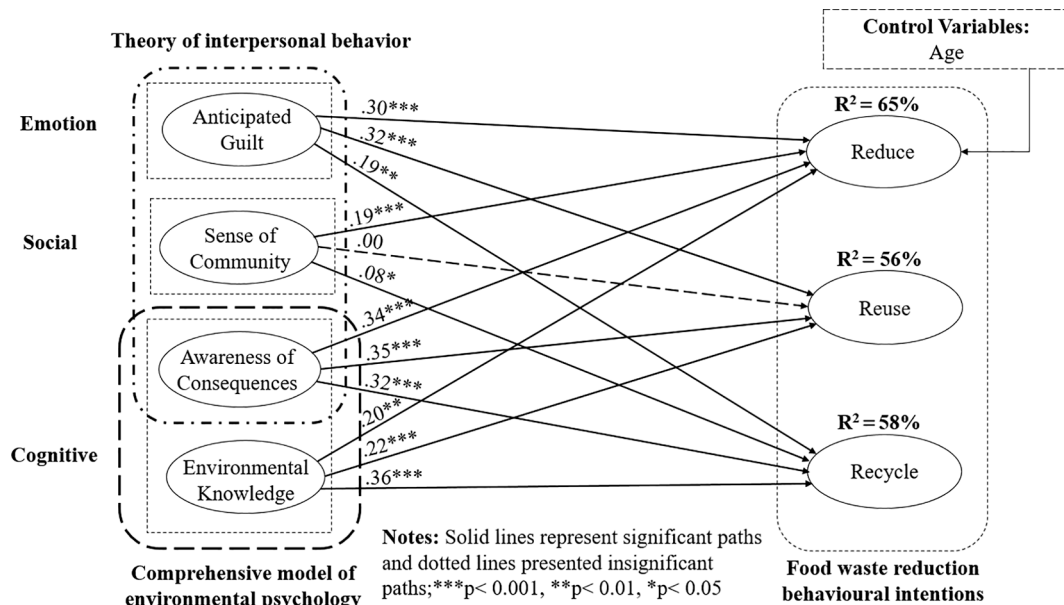 Theory of interpersonal behavior
Control Variables:
Age
Emotion
Anticipated
Guilt
.30***
.32***
.19**
R² = 65%
Reduce
Social
Sense of
Community
.19***
.00
.08*
R² = 56%
Reuse
Awareness of
Consequences
.34***
.35***
.32***
Cognitive
Environmental
Knowledge
.20**
.22***
.36***
R² = 58%
Recycle
Notes: Solid lines represent significant paths
and dotted lines presented insignificant
paths;***p< 0.001, **p< 0.01, *p< 0.05
Comprehensive model of
environmental psychology
Food waste reduction
behavioural intentions